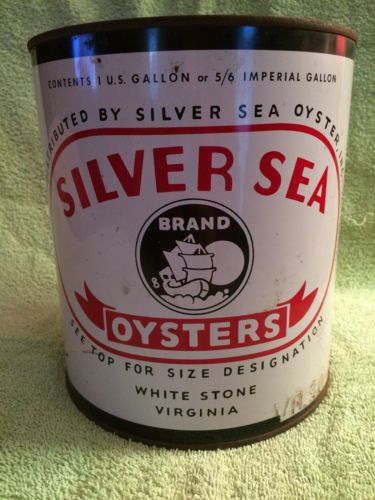 CONTENTS 1 U.S. GALLON or 5/6 IMPERIAL GALLON
BY SILVER SEA OYSTER
SILVER SEA
BRAND
OYSTERS
SEE TOP FOR SIZE DESIGNATION
WHITE STONE
VIRGINIA